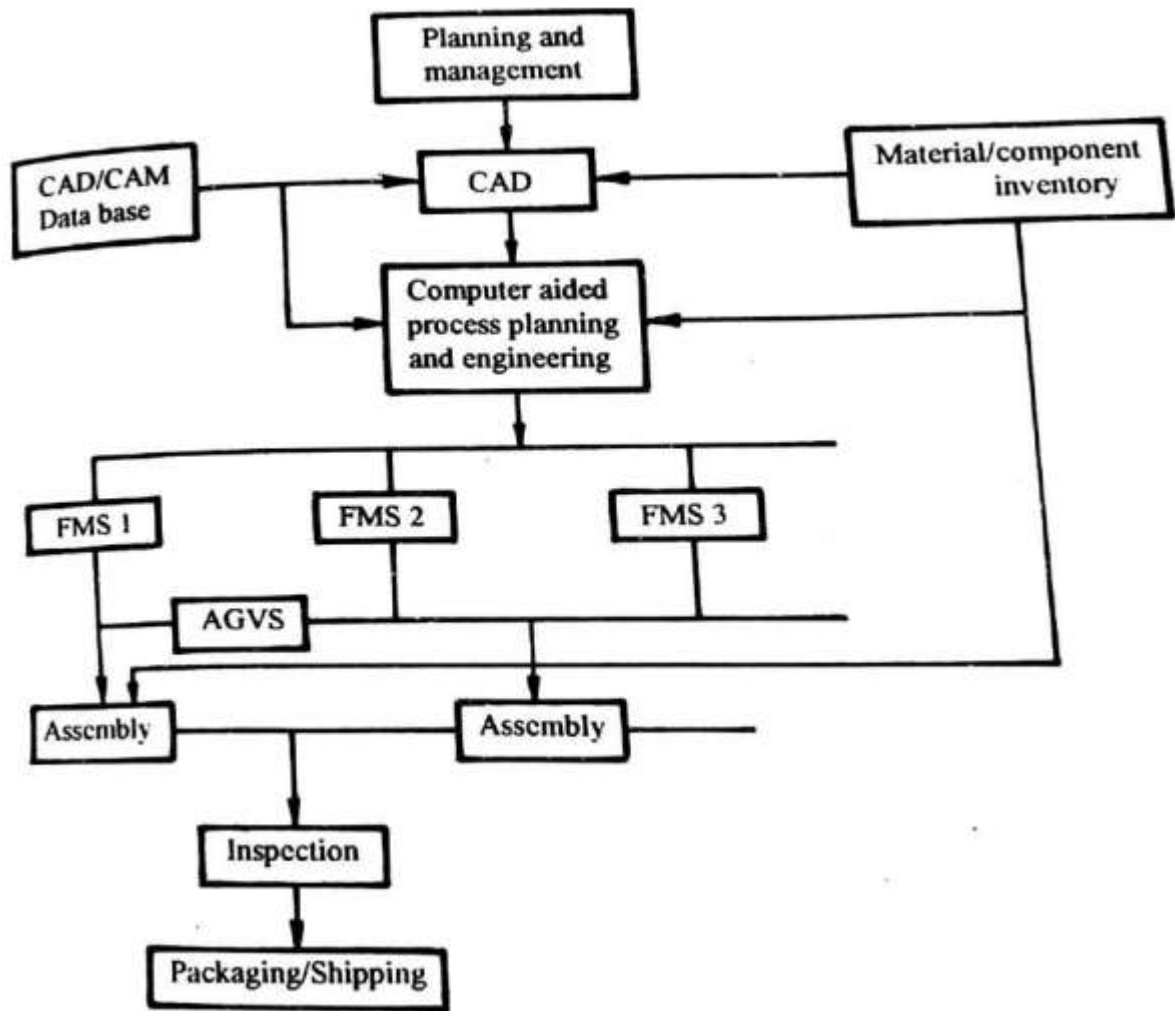 Planning and
management
CAD/CAM
Data base
CAD
Material/component
inventory
Computer aided
process planning
and engineering
FMS 1
FMS 2
FMS 3
AGVS
Assembly
Assembly
Inspection
Packaging/Shipping